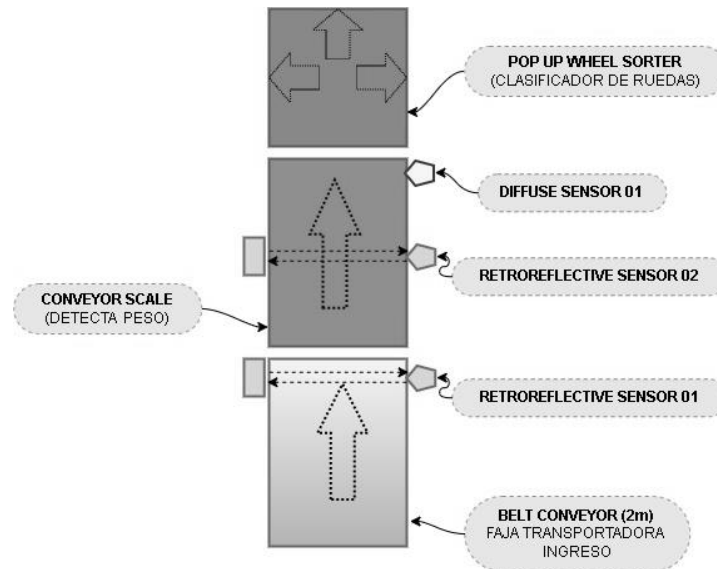 POP UP WHEEL SORTER
(CLASIFICADOR DE RUEDAS)
DIFFUSE SENSOR 01
RETROREFLECTIVE SENSOR 02
CONVEYOR SCALE
(DETECTA PESO)
RETROREFLECTIVE SENSOR 01
BELT CONVEYOR (2m)
FAJA TRANSPORTADORA
INGRESO